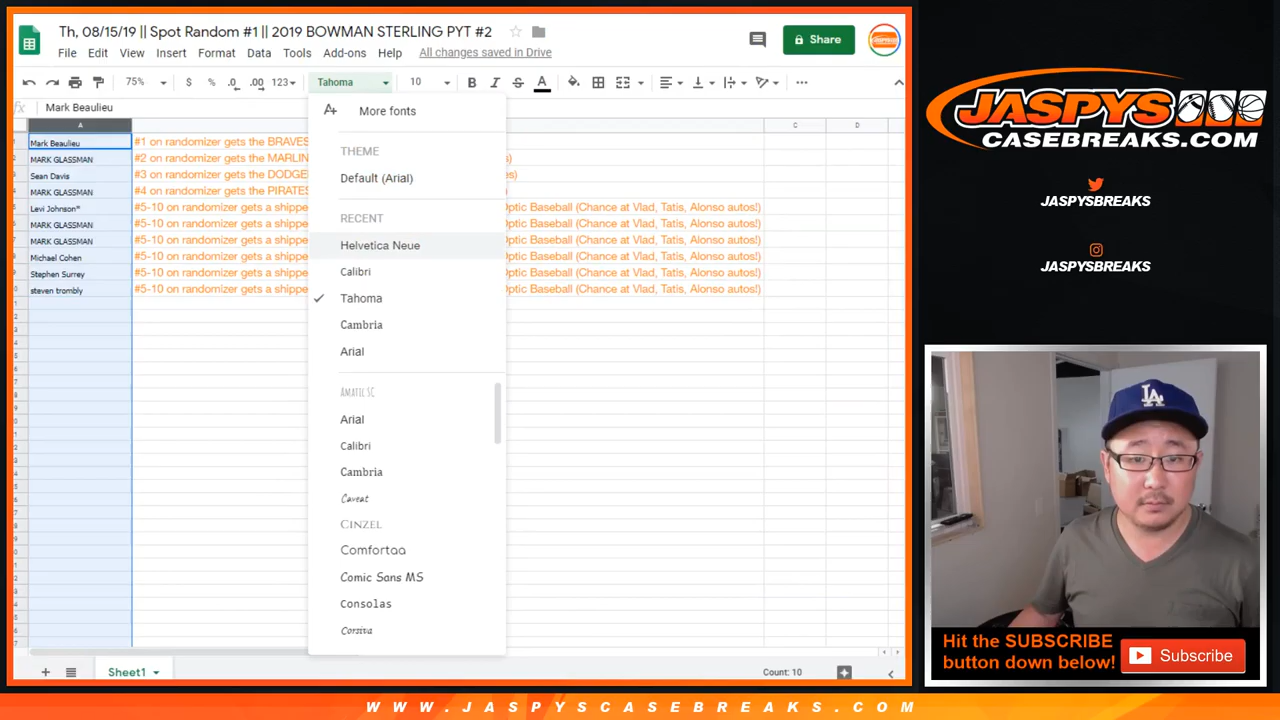 Th, 08/15/19 || Spot Random #1 || 2019 BOWMAN STERLING PYT #2
File Edit View Insert Format Data Tools Add-ons Help All changes saved in Drive
Share
75% $ % .0 .00 123 Tahoma 10 B I S A
fx Mark Beaulieu
A C D
Mark Beaulieu #1 on randomizer gets the BRAVES
MARK GLASSMAN #2 on randomizer gets the MARLIN
Sean Davis #3 on randomizer gets the DODGE
MARK GLASSMAN #4 on randomizer gets the PIRATES
Levi Johnson* #5-10 on randomizer gets a shippe Optic Baseball (Chance at Vlad, Tatis, Alonso autos!)
MARK GLASSMAN #5-10 on randomizer gets a shippe Optic Baseball (Chance at Vlad, Tatis, Alonso autos!)
MARK GLASSMAN #5-10 on randomizer gets a shippe Optic Baseball (Chance at Vlad, Tatis, Alonso autos!)
Michael Cohen #5-10 on randomizer gets a shippe Optic Baseball (Chance at Vlad, Tatis, Alonso autos!)
Stephen Surrey #5-10 on randomizer gets a shippe Optic Baseball (Chance at Vlad, Tatis, Alonso autos!)
steven trombly #5-10 on randomizer gets a shippe Optic Baseball (Chance at Vlad, Tatis, Alonso autos!)
More fonts
THEME
Default (Arial)
RECENT
Helvetica Neue
Calibri
Tahoma
Cambria
Arial
Amatic SC
Arial
Calibri
Cambria
Caveat
CINZEL
Comfortaa
Comic Sans MS
Consolas
Corsiva
Sheet1
Count: 10
JASPYS
CASEBREAKS.COM
JASPYSBREAKS
JASPYSBREAKS
LA
Hit the SUBSCRIBE
button down below!
Subscribe
WWW.JASPYSCASEBREAKS.COM